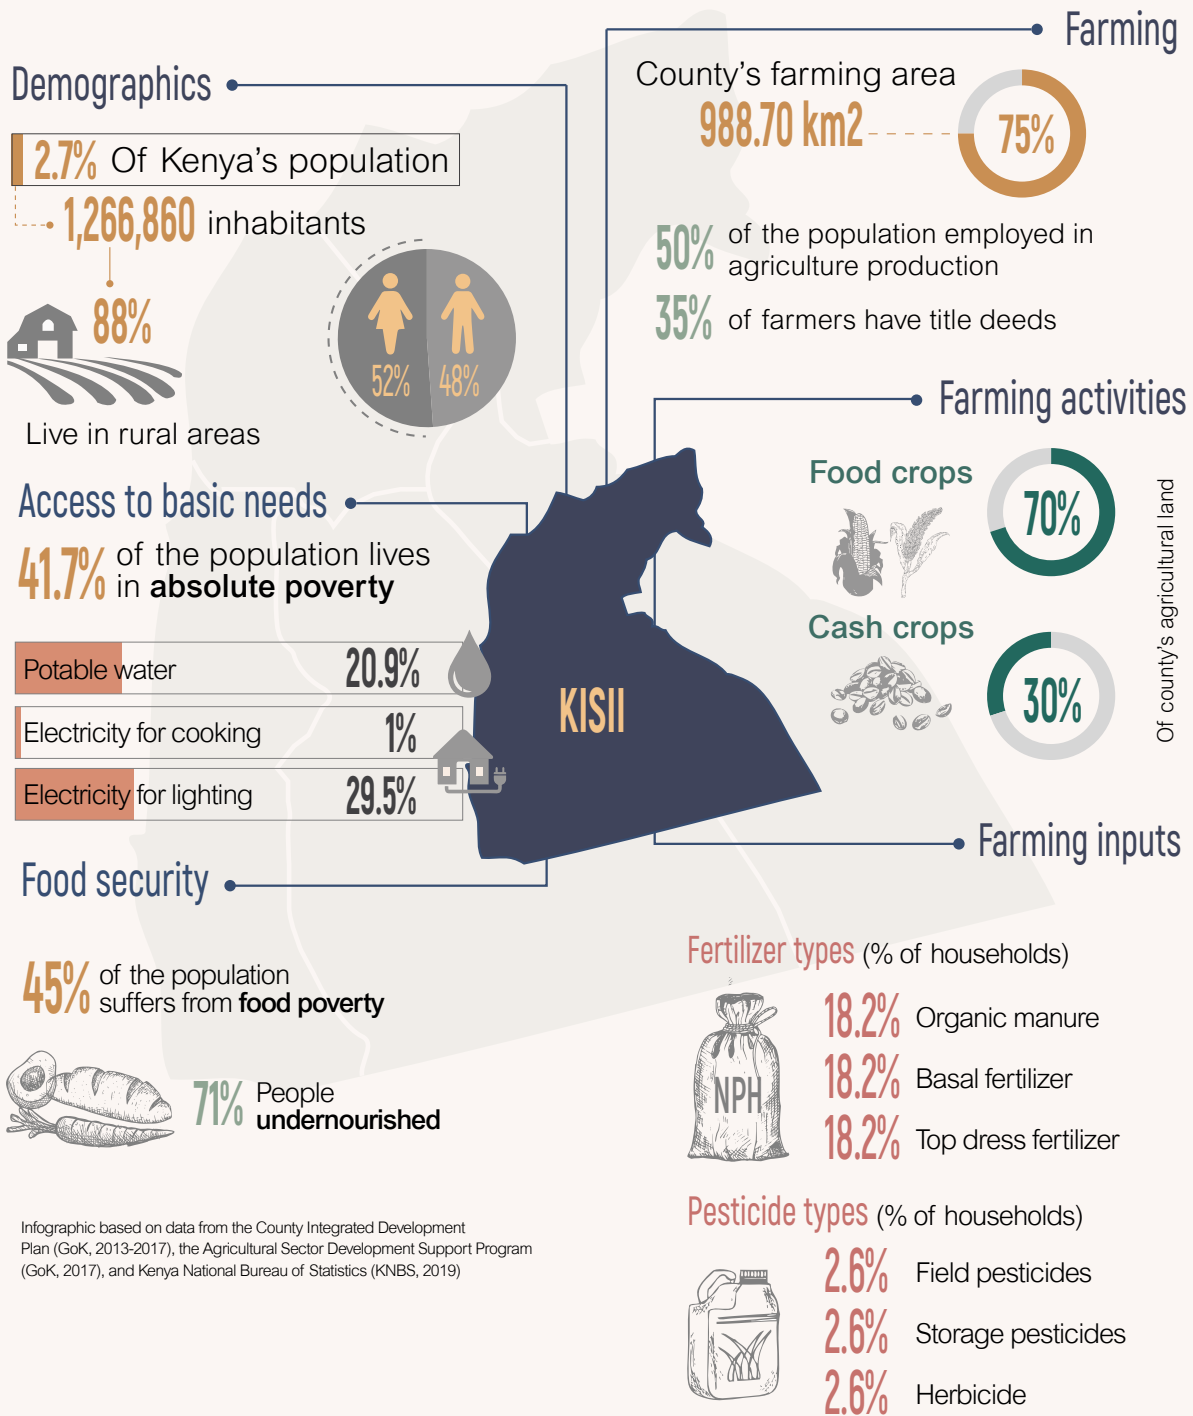 Demographics
2.7% Of Kenya's population
1,266,860 inhabitants
88%
Live in rural areas
52% 48%
Access to basic needs
41.7% of the population lives
in absolute poverty
Potable water 20.9%
Electricity for cooking 1%
Electricity for lighting 29.5%
Food security
45% of the population
suffers from food poverty
71% People
undernourished
Infographic based on data from the County Integrated Development
Plan (GoK, 2013-2017), the Agricultural Sector Development Support Program
(GoK, 2017), and Kenya National Bureau of Statistics (KNBS, 2019)
KISII
Farming
County's farming area
988.70 km2
75%
50% of the population employed in
agriculture production
35% of farmers have title deeds
Farming activities
Food crops
70%
Cash crops
30%
Of county's agricultural land
Farming inputs
Fertilizer types (% of households)
NPH
18.2% Organic manure
18.2% Basal fertilizer
18.2% Top dress fertilizer
Pesticide types (% of households)
2.6% Field pesticides
2.6% Storage pesticides
2.6% Herbicide